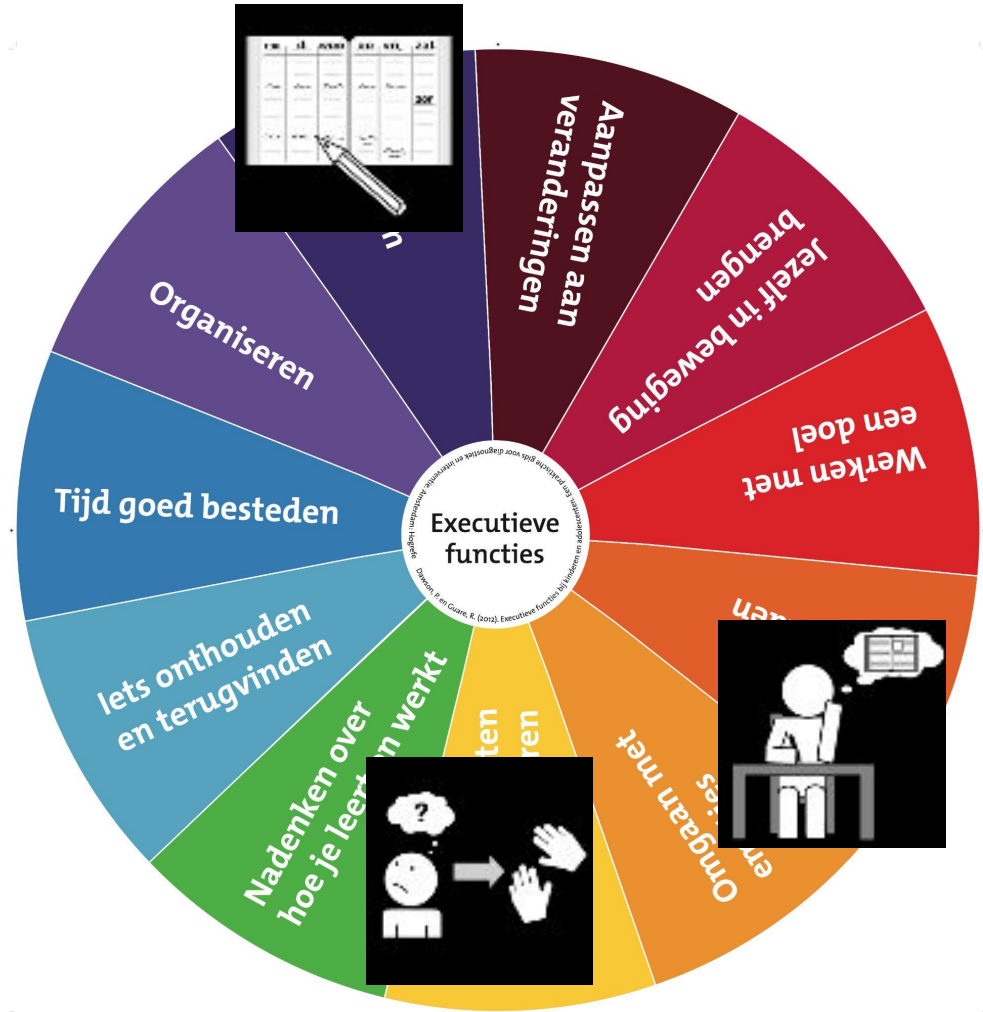 Executieve
functies
Dawson, P. en Guare, R. (2012). Executieve functies bij kinderen en adolescenten. Een praktische gids voor diagnostiek en interventie. Amsterdam: Hogrefe
Aanpassen aan
veranderingen
Jezelf in beweging
brengen
Werken met
een doel
Omgaan met
Nadenken over
hoe je leert en werkt
Iets onthouden
en terugvinden
Tijd goed besteden
Organiseren
?